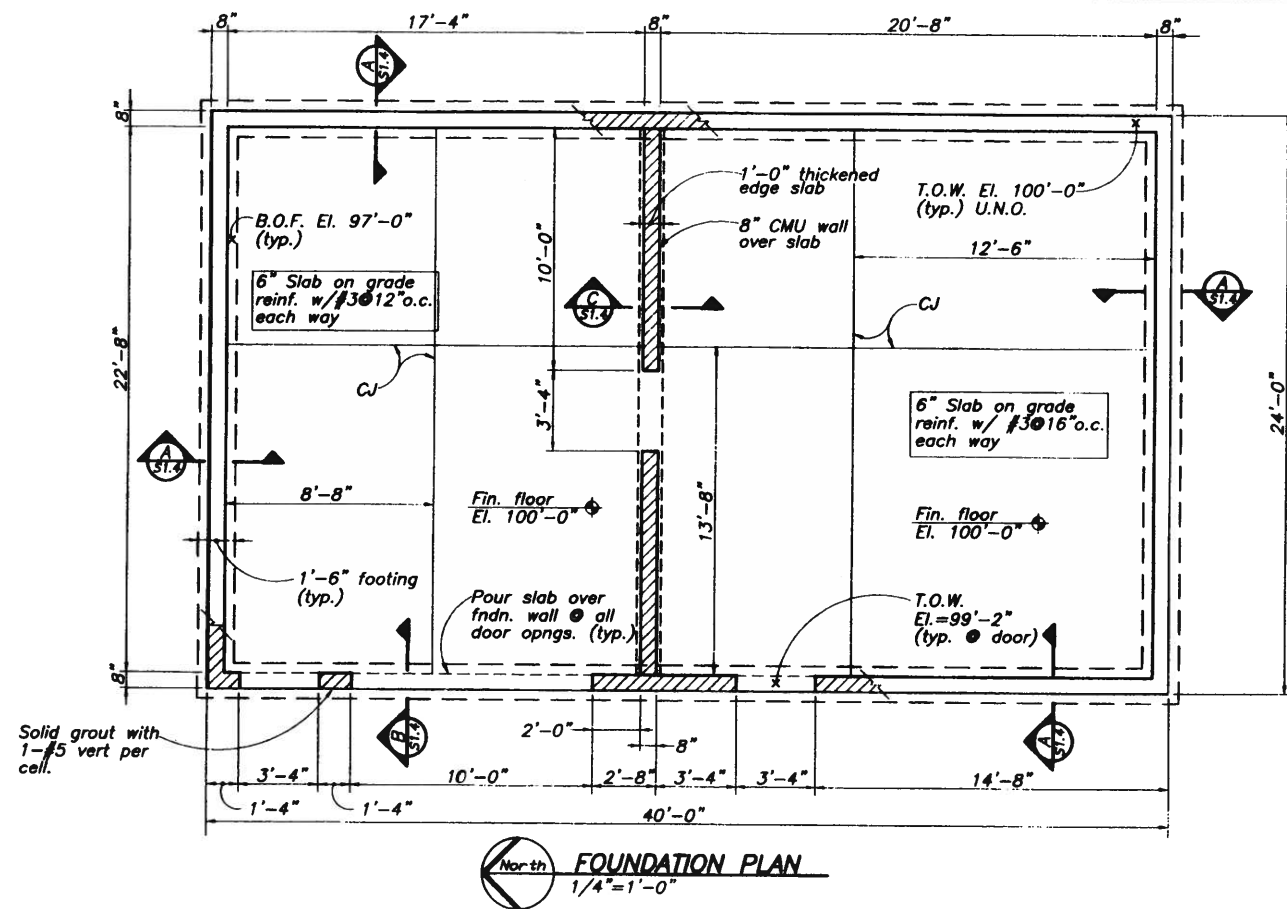 8" 17'-4" 8" 20'-8" 8"
A
S1.4
8"
1'-0" thickened
edge slab
8" CMU wall
over slab
T.O.W. El. 100'-0"
(typ.) U.N.O.
B.O.F. El. 97'-0"
(typ.)
12'-6"
10'-0"
6" Slab on grade
reinf. w/#3@12"o.c.
each way
C
S1.4
A
S1.4
CJ
CJ
22'-8"
24'-0"
3'-4"
6" Slab on grade
reinf. w/ #3@16"o.c.
each way
A
S1.4
8'-8"
Fin. floor
El. 100'-0"
13'-8"
Fin. floor
El. 100'-0"
1'-6" footing
(typ.)
Pour slab over
fndn. wall @ all
door opngs. (typ.)
T.O.W.
El.=99'-2"
(typ. @ door)
8"
Solid grout with
1-#5 vert per
cell.
B
S1.4
2'-0"
8"
A
S1.4
3'-4" 10'-0" 2'-8" 3'-4" 3'-4" 14'-8"
1'-4" 1'-4"
40'-0"
North
FOUNDATION PLAN
1/4"=1'-0"